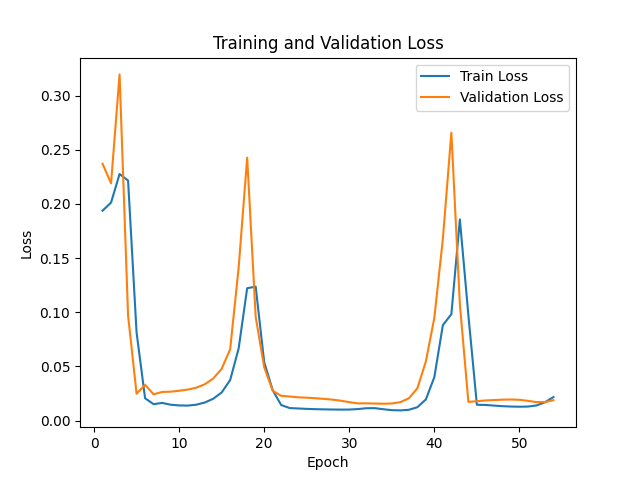 Training and Validation Loss
Train Loss
Validation Loss
0.30
0.25
0.20
0.15
0.10
0.05
0.00
Loss
0 10 20 30 40 50
Epoch